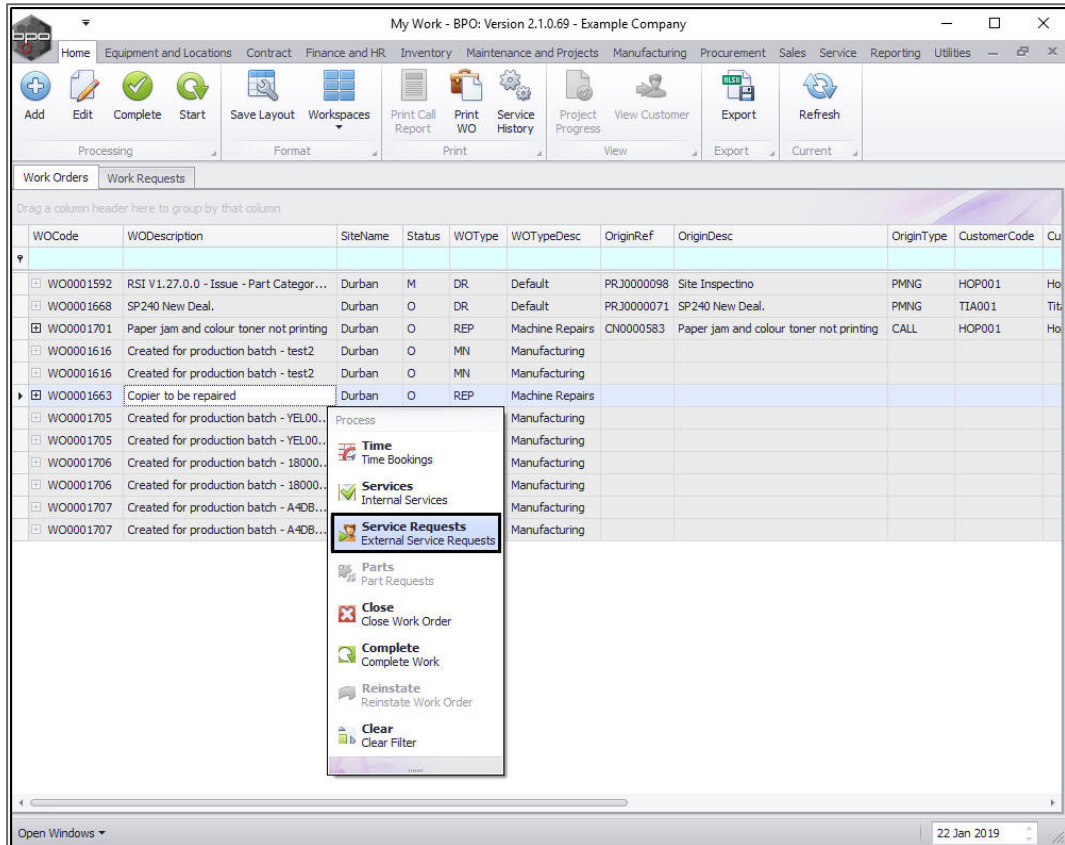 My Work - BPO: Version 2.1.0.69 - Example Company
bpo
Home Equipment and Locations Contract Finance and HR Inventory Maintenance and Projects Manufacturing Procurement Sales Service Reporting Utilities
Add Edit Complete Start Save Layout Workspaces Print Call Report Print WO Service History Project Progress View Customer Export Refresh
Processing Format Print View Export Current
Work Orders Work Requests
Drag a column header here to group by that column
WOCode WODescription SiteName Status WOType WOTypeDesc OriginRef OriginDesc OriginType CustomerCode Cu
WO0001592 RSI V1.27.0.0 - Issue - Part Categor... Durban M DR Default PRJ0000098 Site Inspectino PMNG HOP001 Ho
WO0001668 SP240 New Deal. Durban O DR Default PRJ0000071 SP240 New Deal. PMNG TIA001 Tit
WO0001701 Paper jam and colour toner not printing Durban O REP Machine Repairs CN0000583 Paper jam and colour toner not printing CALL HOP001 Ho
WO0001616 Created for production batch - test2 Durban O MN Manufacturing
WO0001616 Created for production batch - test2 Durban O MN Manufacturing
WO0001663 Copier to be repaired Durban O REP Machine Repairs
WO0001705 Created for production batch - YEL00.. Manufacturing
WO0001705 Created for production batch - YEL00.. Manufacturing
WO0001706 Created for production batch - 18000.. Manufacturing
WO0001706 Created for production batch - 18000.. Manufacturing
WO0001707 Created for production batch - A4DB... Manufacturing
WO0001707 Created for production batch - A4DB... Manufacturing
Process
Time
Time Bookings
Services
Internal Services
Service Requests
External Service Requests
Parts
Part Requests
Close
Close Work Order
Complete
Complete Work
Reinstate
Reinstate Work Order
Clear
Clear Filter
Open Windows 22 Jan 2019